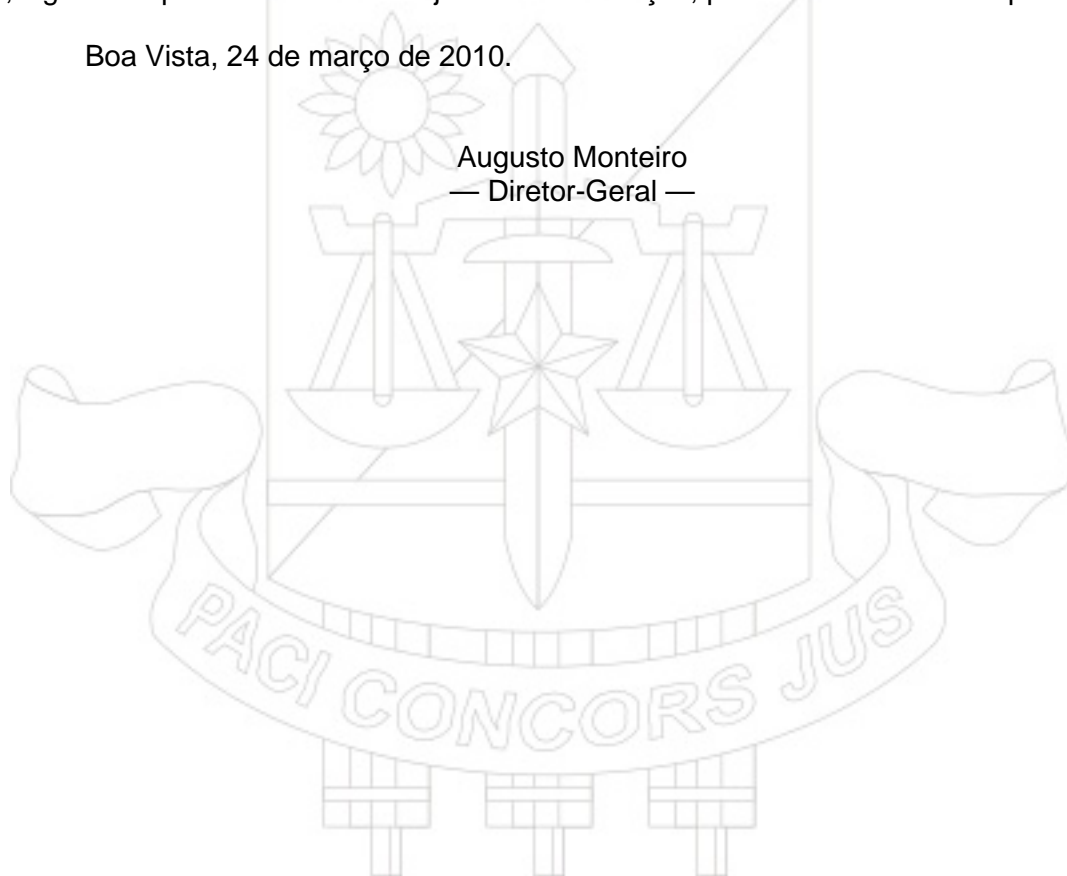 Boa Vista, 24 de março de 2010.
Augusto Monteiro
— Diretor-Geral —
PACI CONCORS JUS